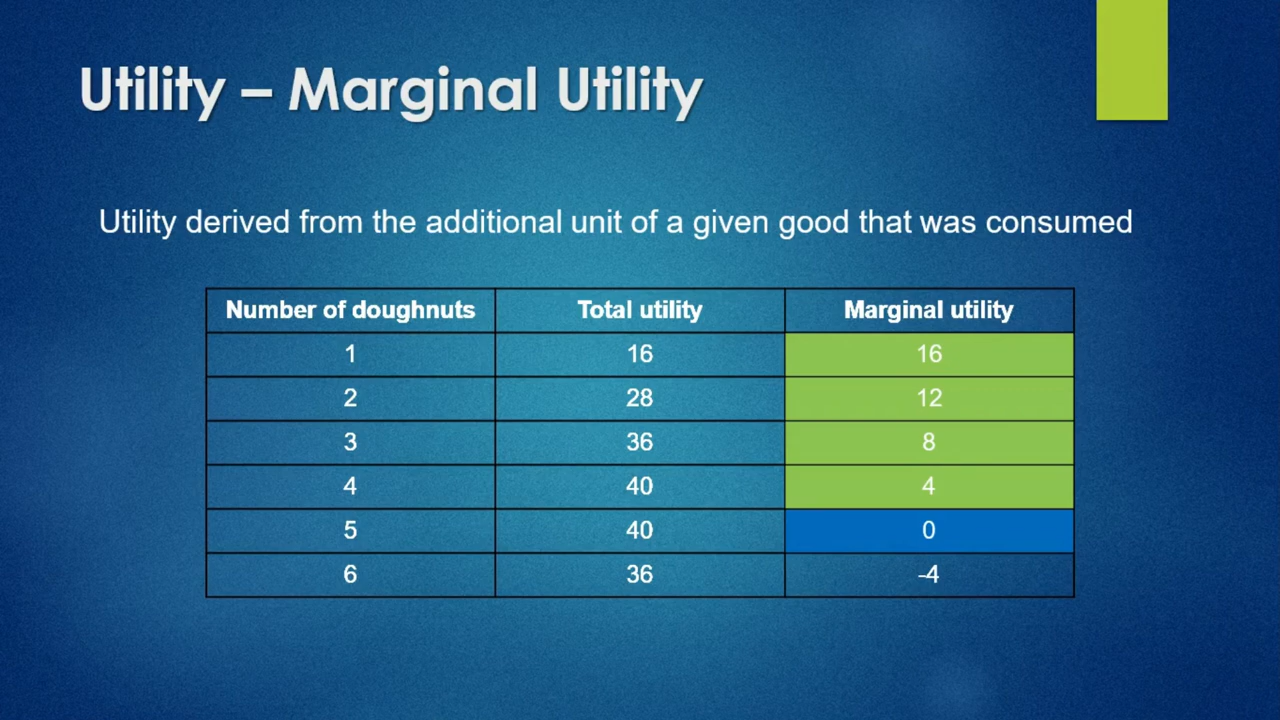 Utility – Marginal Utility
Utility derived from the additional unit of a given good that was consumed
Number of doughnuts Total utility Marginal utility
1 16 16
2 28 12
3 36 8
4 40 4
5 40 0
6 36 -4